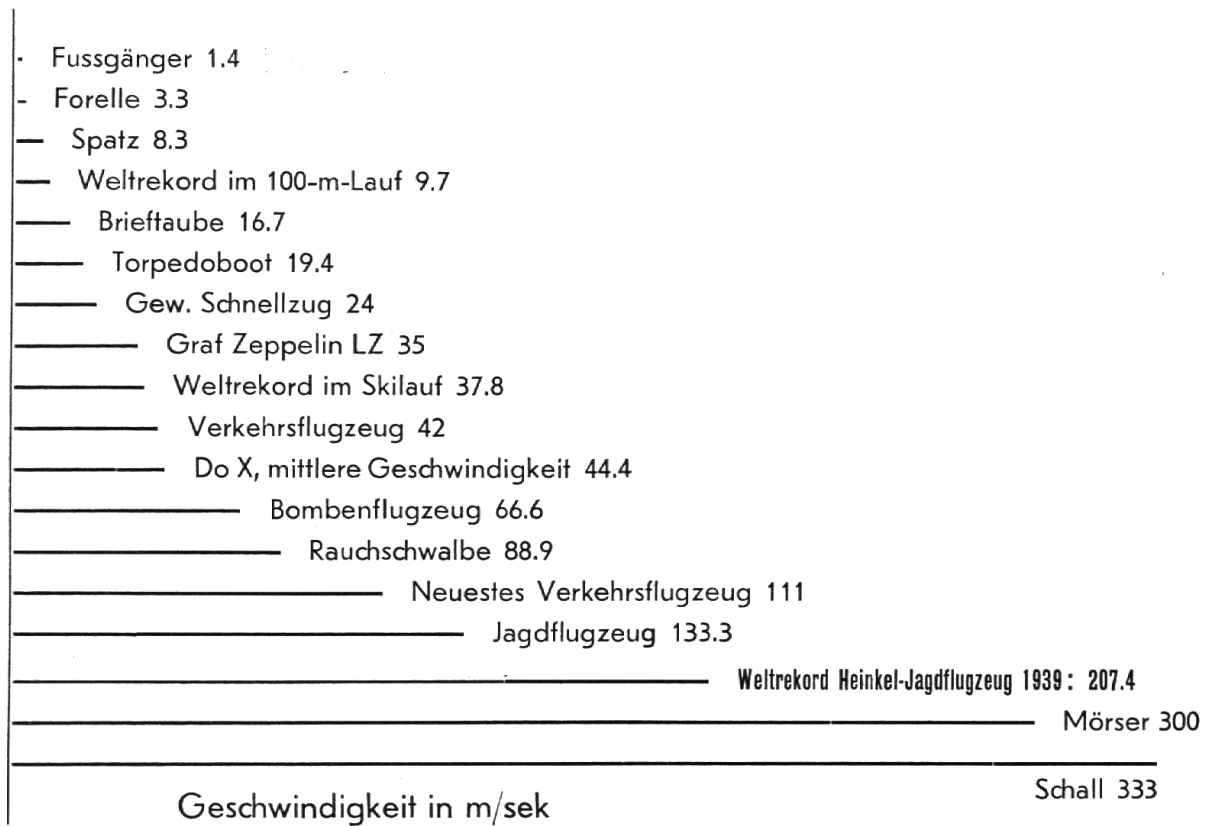 Fussgänger 1.4
Forelle 3.3
Spatz 8.3
Weltrekord im 100-m-Lauf 9.7
Brieftaube 16.7
Torpedoboot 19.4
Gew. Schnellzug 24
Graf Zeppelin LZ 35
Weltrekord im Skilauf 37.8
Verkehrsflugzeug 42
Do X, mittlere Geschwindigkeit 44.4
Bombenflugzeug 66.6
Rauchschwalbe 88.9
Neuestes Verkehrsflugzeug 111
Jagdflugzeug 133.3
Weltrekord Heinkel-Jagdflugzeug 1939: 207.4
Mörser 300
Schall 333
Geschwindigkeit in m/sek